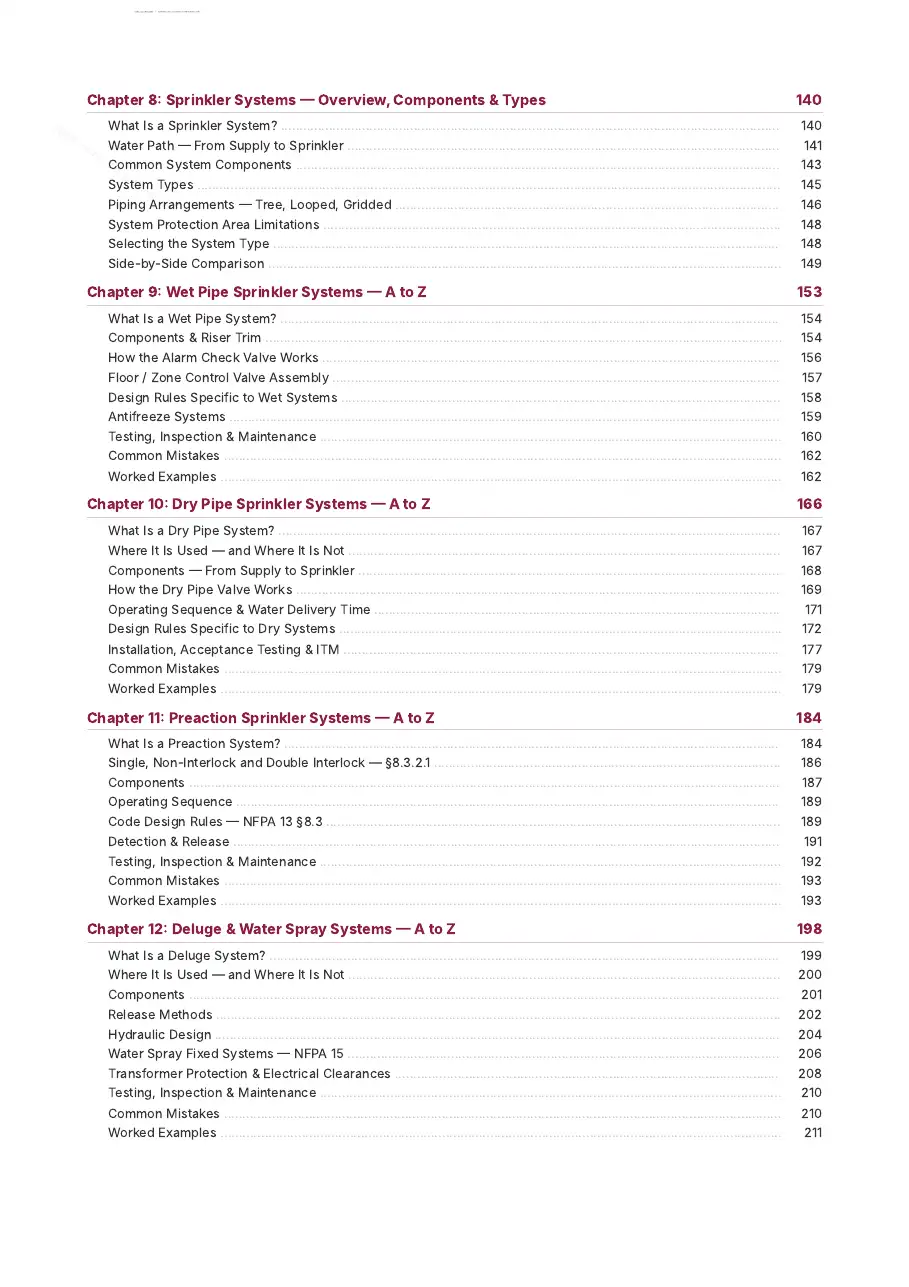 Chapter 8: Sprinkler Systems — Overview, Components & Types 140
What Is a Sprinkler System? 140
Water Path — From Supply to Sprinkler 141
Common System Components 143
System Types 145
Piping Arrangements — Tree, Looped, Gridded 146
System Protection Area Limitations 148
Selecting the System Type 148
Side-by-Side Comparison 149
Chapter 9: Wet Pipe Sprinkler Systems — A to Z 153
What Is a Wet Pipe System? 154
Components & Riser Trim 154
How the Alarm Check Valve Works 156
Floor / Zone Control Valve Assembly 157
Design Rules Specific to Wet Systems 158
Antifreeze Systems 159
Testing, Inspection & Maintenance 160
Common Mistakes 162
Worked Examples 162
Chapter 10: Dry Pipe Sprinkler Systems — A to Z 166
What Is a Dry Pipe System? 167
Where It Is Used — and Where It Is Not 167
Components — From Supply to Sprinkler 168
How the Dry Pipe Valve Works 169
Operating Sequence & Water Delivery Time 171
Design Rules Specific to Dry Systems 172
Installation, Acceptance Testing & ITM 177
Common Mistakes 179
Worked Examples 179
Chapter 11: Preaction Sprinkler Systems — A to Z 184
What Is a Preaction System? 184
Single, Non-Interlock and Double Interlock — §8.3.2.1 186
Components 187
Operating Sequence 189
Code Design Rules — NFPA 13 §8.3 189
Detection & Release 191
Testing, Inspection & Maintenance 192
Common Mistakes 193
Worked Examples 193
Chapter 12: Deluge & Water Spray Systems — A to Z 198
What Is a Deluge System? 199
Where It Is Used — and Where It Is Not 200
Components 201
Release Methods 202
Hydraulic Design 204
Water Spray Fixed Systems — NFPA 15 206
Transformer Protection & Electrical Clearances 208
Testing, Inspection & Maintenance 210
Common Mistakes 210
Worked Examples 211